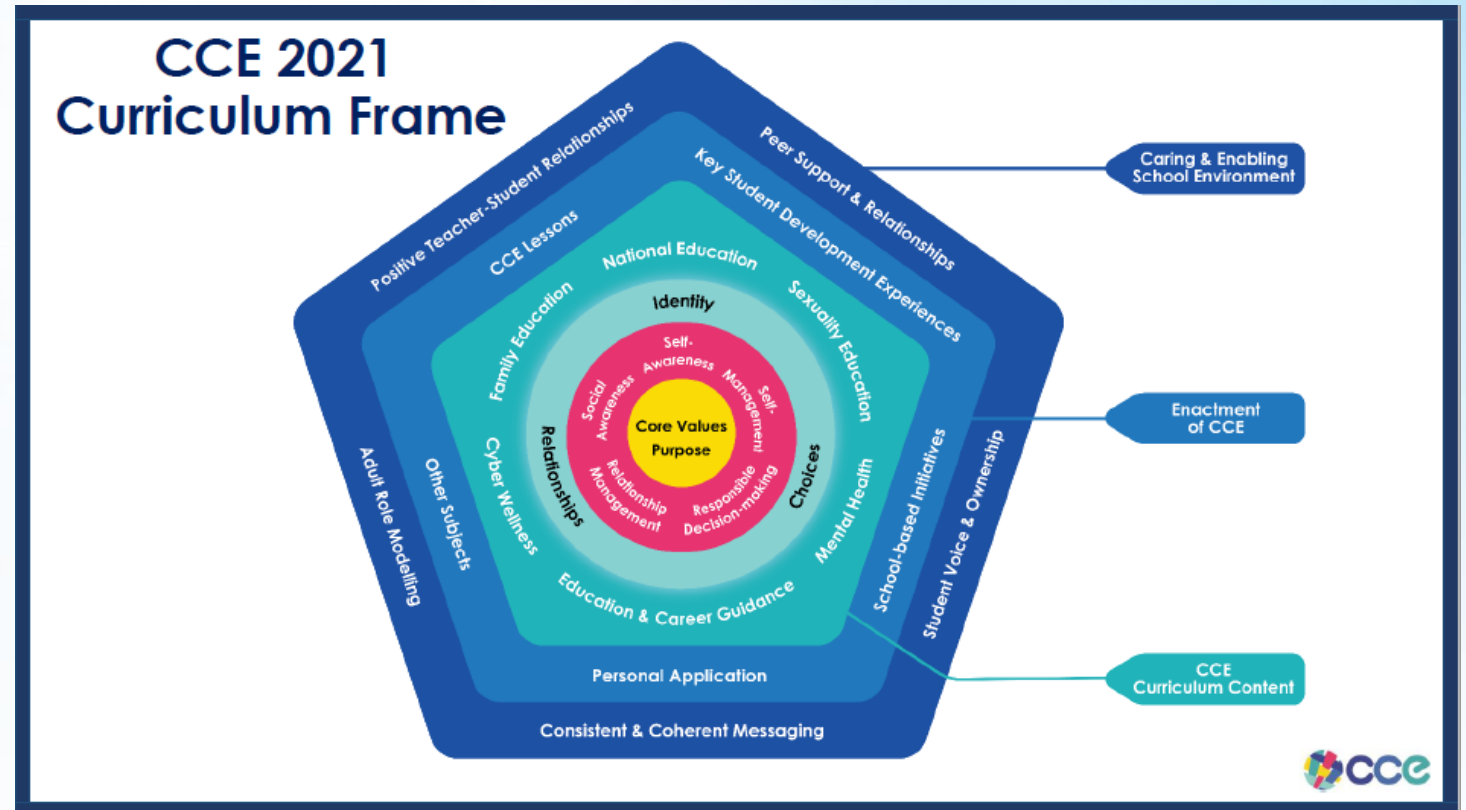 CCE 2021
Curriculum Frame
Positive Teacher-Student Relationships
Peer Support & Relationships
Student Voice & Ownership
Consistent & Coherent Messaging
Adult Role Modelling
CCE Lessons
Key Student Development Experiences
School-based Initiatives
Personal Application
Other Subjects
National Education
Sexuality Education
Mental Health
Education & Career Guidance
Cyber Wellness
Family Education
Identity
Choices
Relationships
Self-
Awareness
Self-
Management
Responsible
Decision-making
Relationship
Management
Social
Awareness
Core Values
Purpose
Caring & Enabling
School Environment
Enactment
of CCE
CCE
Curriculum Content
cce